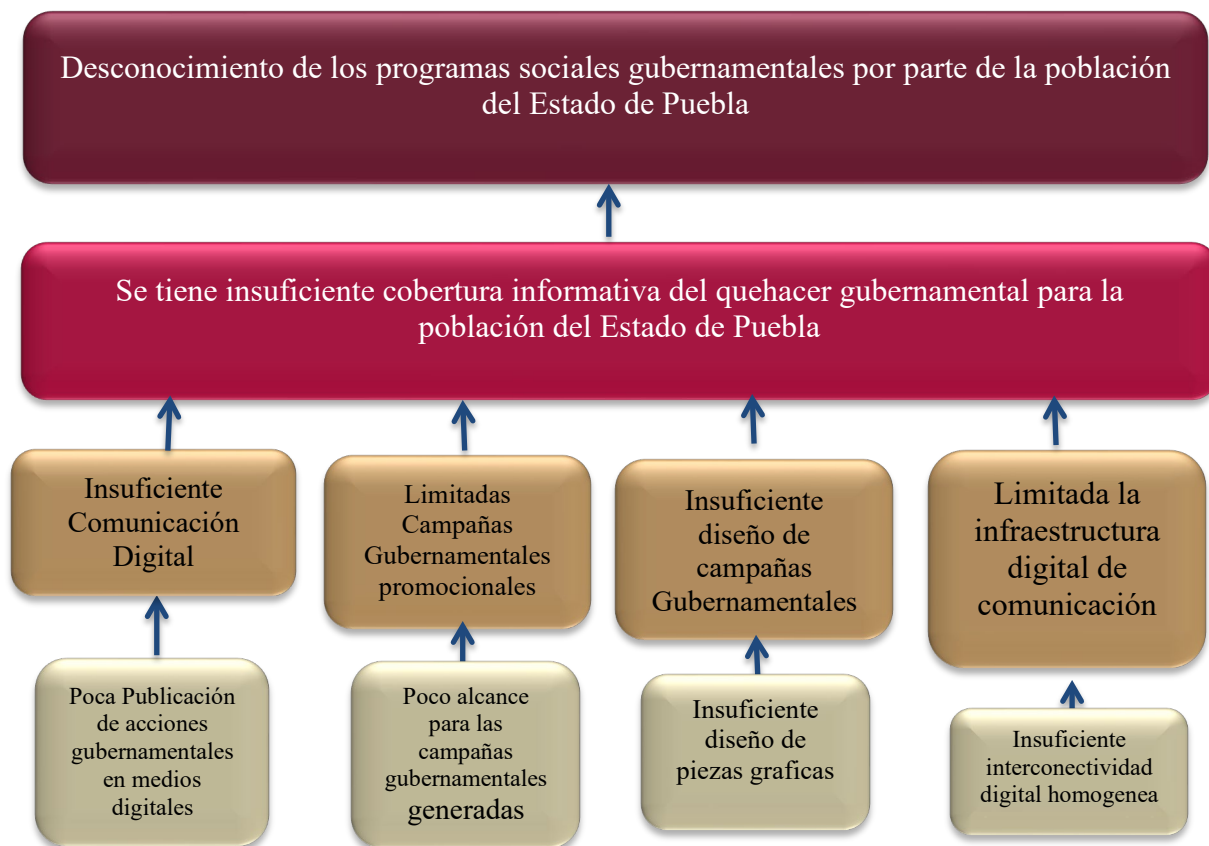 Desconocimiento de los programas sociales gubernamentales por parte de la población
del Estado de Puebla
Se tiene insuficiente cobertura informativa del quehacer gubernamental para la
población del Estado de Puebla
Insuficiente
Comunicación
Digital
Limitadas
Campañas
Gubernamentales
promocionales
Insuficiente
diseño de
campañas
Gubernamentales
Limitada la
infraestructura
digital de
comunicación
Poca Publicación
de acciones
gubernamentales
en medios
digitales
Poco alcance
para las
campañas
gubernamentales
generadas
Insuficiente
diseño de
piezas graficas
Insuficiente
interconectividad
digital homogenea